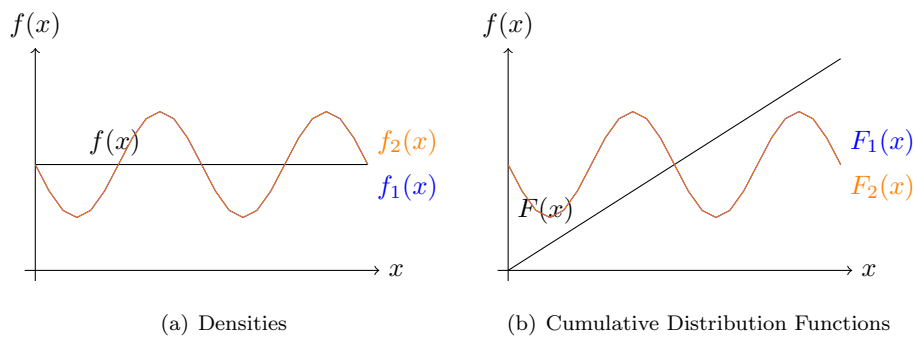 f(x)
f(x)
f₂(x)
f₁(x)
x
(a) Densities
f(x)
F₁(x)
F₂(x)
F(x)
x
(b) Cumulative Distribution Functions